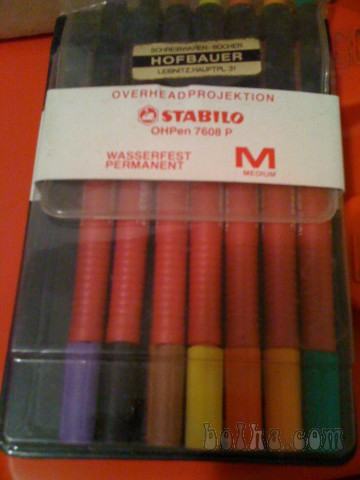 SCHREIBWAREN - BÜCHER
HOFBAUER
LEIBNITZ, HAUPTPL. 31
OVERHEADPROJEKTION
STABILO
OHPen 7608 P
WASSERFEST
PERMANENT
M
MEDIUM
bolha.com